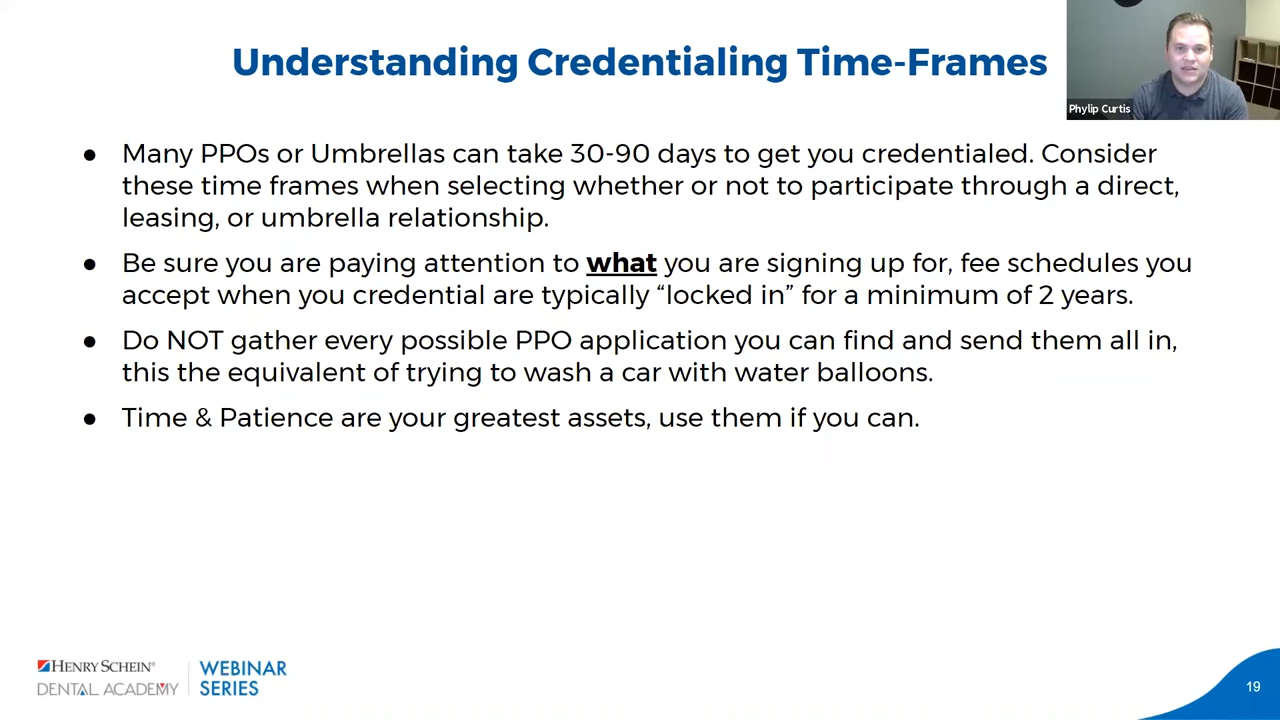 Understanding Credentialing Time-Frames
Phylip Curtis
● Many PPOs or Umbrellas can take 30-90 days to get you credentialed. Consider
these time frames when selecting whether or not to participate through a direct,
leasing, or umbrella relationship.
● Be sure you are paying attention to what you are signing up for, fee schedules you
accept when you credential are typically “locked in” for a minimum of 2 years.
● Do NOT gather every possible PPO application you can find and send them all in,
this the equivalent of trying to wash a car with water balloons.
● Time & Patience are your greatest assets, use them if you can.
HENRY SCHEIN®
DENTAL ACADEMY
WEBINAR
SERIES
19